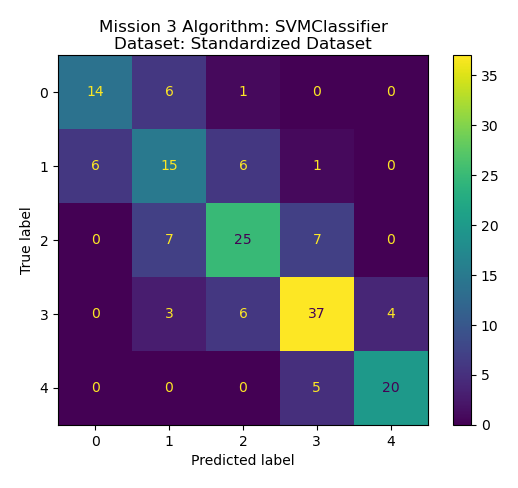 Mission 3 Algorithm: SVMClassifier
Dataset: Standardized Dataset
0 14 6 1 0 0
1 6 15 6 1 0
2 0 7 25 7 0
3 0 3 6 37 4
4 0 0 0 5 20
0 1 2 3 4
Predicted label
True label
35
30
25
20
15
10
5
0